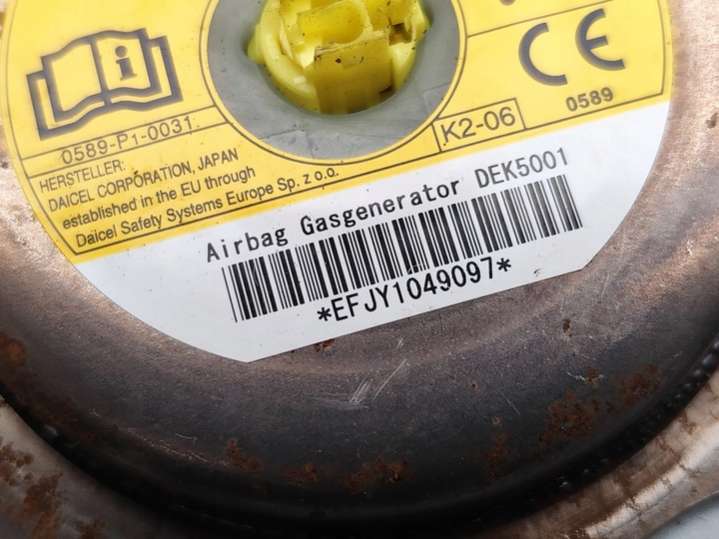 0589-P1-0031.
HERSTELLER:
DAICEL CORPORATION, JAPAN
established in the EU through
Daicel Safety Systems Europe Sp. z o.o.
K2-06
CE
0589
Airbag Gasgenerator DEK5001
*EFJY1049097*